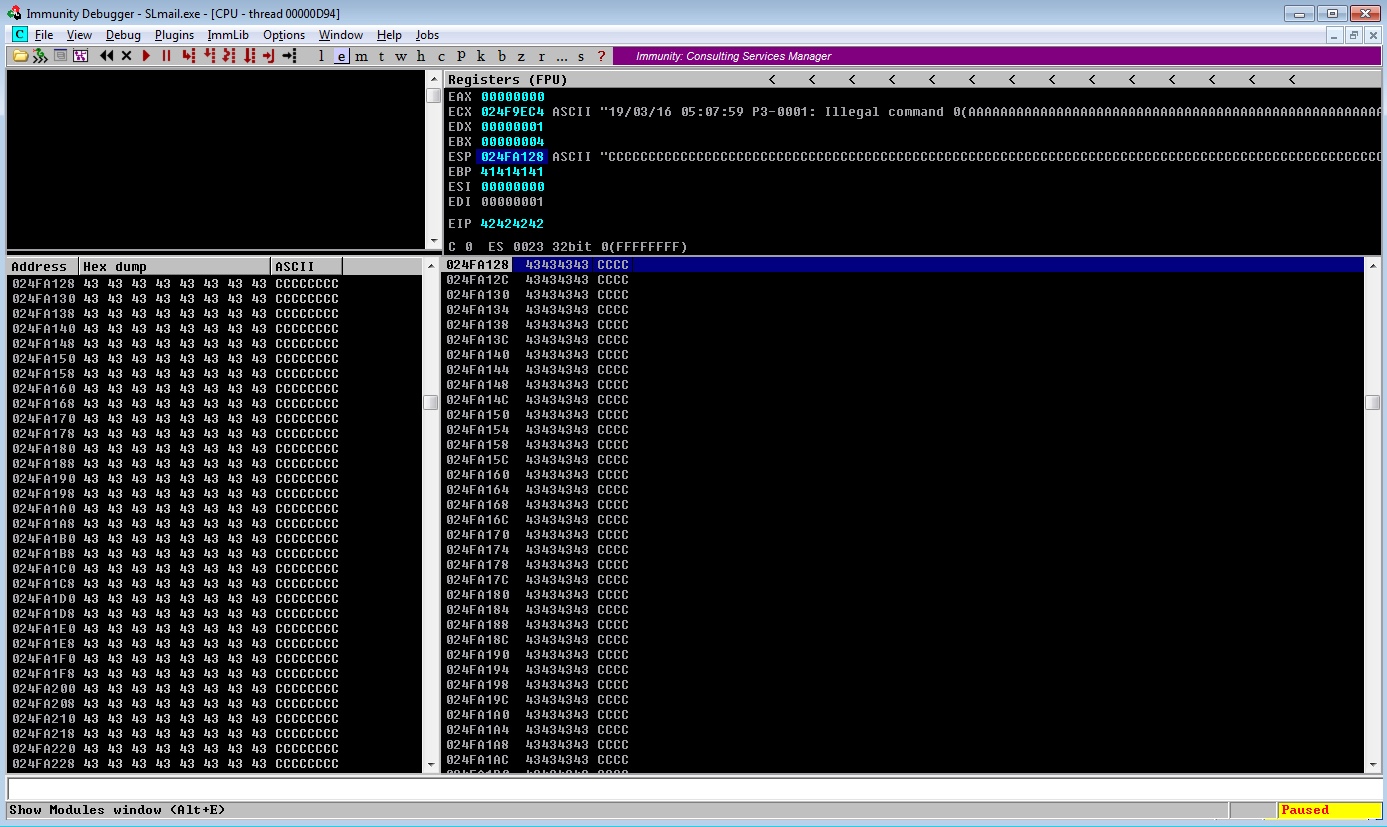 Immunity Debugger - SLmail.exe - [CPU - thread 00000D94]
C File View Debug Plugins ImmLib Options Window Help Jobs
l e m t w h c P k b z r ... s ? Immunity: Consulting Services Manager
Registers (FPU) < < < < < < < < < < < < < <
EAX 00000000
ECX 024F9EC4 ASCII "19/03/16 05:07:59 P3-0001: Illegal command 0(
EDX 00000001
EBX 00000004
ESP 024FA128 ASCII
EBP 41414141
ESI 00000000
EDI 00000001
EIP 42424242
C 0 ES 0023 32bit 0(FFFFFFFF)
Address Hex dump ASCII
024FA128 43 43 43 43 43 43 43 43 CCCCCCCC
024FA130 43 43 43 43 43 43 43 43 CCCCCCCC
024FA138 43 43 43 43 43 43 43 43 CCCCCCCC
024FA140 43 43 43 43 43 43 43 43 CCCCCCCC
024FA148 43 43 43 43 43 43 43 43 CCCCCCCC
024FA150 43 43 43 43 43 43 43 43 CCCCCCCC
024FA158 43 43 43 43 43 43 43 43 CCCCCCCC
024FA160 43 43 43 43 43 43 43 43 CCCCCCCC
024FA168 43 43 43 43 43 43 43 43 CCCCCCCC
024FA170 43 43 43 43 43 43 43 43 CCCCCCCC
024FA178 43 43 43 43 43 43 43 43 CCCCCCCC
024FA180 43 43 43 43 43 43 43 43 CCCCCCCC
024FA188 43 43 43 43 43 43 43 43 CCCCCCCC
024FA190 43 43 43 43 43 43 43 43 CCCCCCCC
024FA198 43 43 43 43 43 43 43 43 CCCCCCCC
024FA1A0 43 43 43 43 43 43 43 43 CCCCCCCC
024FA1A8 43 43 43 43 43 43 43 43 CCCCCCCC
024FA1B0 43 43 43 43 43 43 43 43 CCCCCCCC
024FA1B8 43 43 43 43 43 43 43 43 CCCCCCCC
024FA1C0 43 43 43 43 43 43 43 43 CCCCCCCC
024FA1C8 43 43 43 43 43 43 43 43 CCCCCCCC
024FA1D0 43 43 43 43 43 43 43 43 CCCCCCCC
024FA1D8 43 43 43 43 43 43 43 43 CCCCCCCC
024FA1E0 43 43 43 43 43 43 43 43 CCCCCCCC
024FA1E8 43 43 43 43 43 43 43 43 CCCCCCCC
024FA1F0 43 43 43 43 43 43 43 43 CCCCCCCC
024FA1F8 43 43 43 43 43 43 43 43 CCCCCCCC
024FA200 43 43 43 43 43 43 43 43 CCCCCCCC
024FA208 43 43 43 43 43 43 43 43 CCCCCCCC
024FA210 43 43 43 43 43 43 43 43 CCCCCCCC
024FA218 43 43 43 43 43 43 43 43 CCCCCCCC
024FA220 43 43 43 43 43 43 43 43 CCCCCCCC
024FA228 43 43 43 43 43 43 43 43 CCCCCCCC
024FA128 43434343 CCCC
024FA12C 43434343 CCCC
024FA130 43434343 CCCC
024FA134 43434343 CCCC
024FA138 43434343 CCCC
024FA13C 43434343 CCCC
024FA140 43434343 CCCC
024FA144 43434343 CCCC
024FA148 43434343 CCCC
024FA14C 43434343 CCCC
024FA150 43434343 CCCC
024FA154 43434343 CCCC
024FA158 43434343 CCCC
024FA15C 43434343 CCCC
024FA160 43434343 CCCC
024FA164 43434343 CCCC
024FA168 43434343 CCCC
024FA16C 43434343 CCCC
024FA170 43434343 CCCC
024FA174 43434343 CCCC
024FA178 43434343 CCCC
024FA17C 43434343 CCCC
024FA180 43434343 CCCC
024FA184 43434343 CCCC
024FA188 43434343 CCCC
024FA18C 43434343 CCCC
024FA190 43434343 CCCC
024FA194 43434343 CCCC
024FA198 43434343 CCCC
024FA19C 43434343 CCCC
024FA1A0 43434343 CCCC
024FA1A4 43434343 CCCC
024FA1A8 43434343 CCCC
024FA1AC 43434343 CCCC
Show Modules window (Alt+E)
Paused